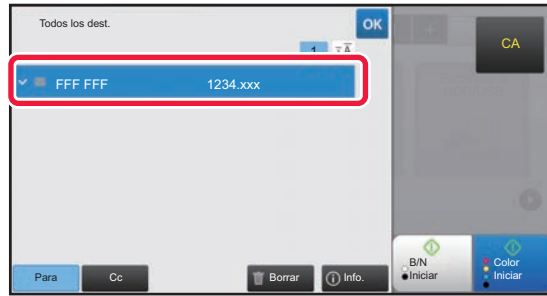 Todos los dest.
OK
1
CA
FFF FFF 1234.xxx
Para
Cc
Borrar
Info.
B/N
Iniciar
Color
Iniciar